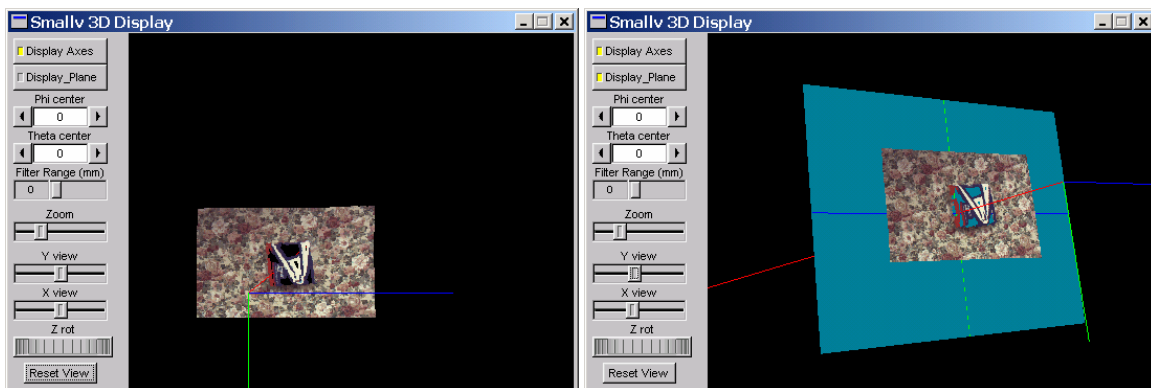 Smallv 3D Display
Display Axes
Display_Plane
Phi center
0
Theta center
0
Filter Range (mm)
0
Zoom
Y view
X view
Z rot
Reset View
Smallv 3D Display
Display Axes
Display_Plane
Phi center
0
Theta center
0
Filter Range (mm)
0
Zoom
Y view
X view
Z rot
Reset View